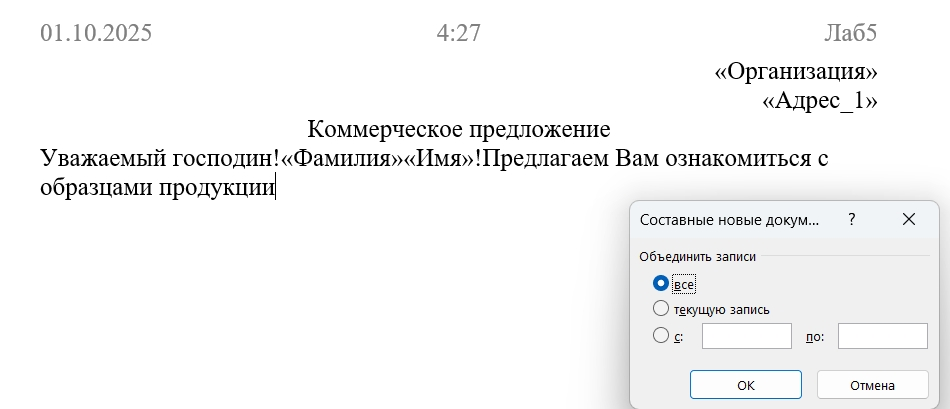 01.10.2025 4:27 Лаб5
«Организация»
«Адрес_1»
Коммерческое предложение
Уважаемый господин!«Фамилия»«Имя»!Предлагаем Вам ознакомиться с
образцами продукции
Составные новые докум... ?
Объединить записи
все
текущую запись
с: по:
ОК Отмена